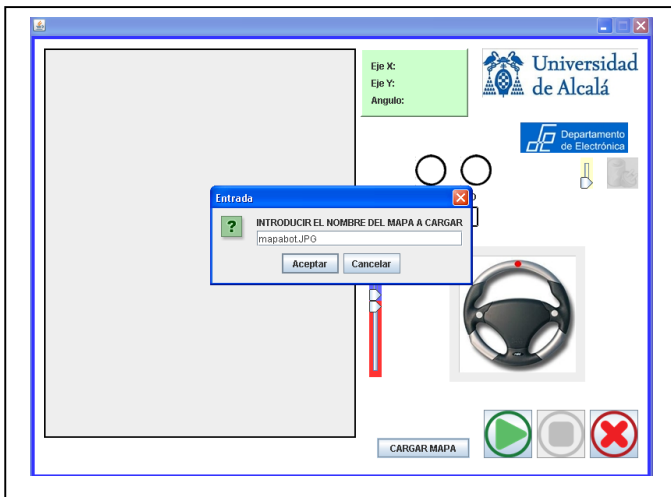 Eje X:
Eje Y:
Angulo:
Universidad
de Alcalá
Departamento
de Electrónica
Entrada
INTRODUCIR EL NOMBRE DEL MAPA A CARGAR
mapabot.JPG
Aceptar
Cancelar
CARGAR MAPA